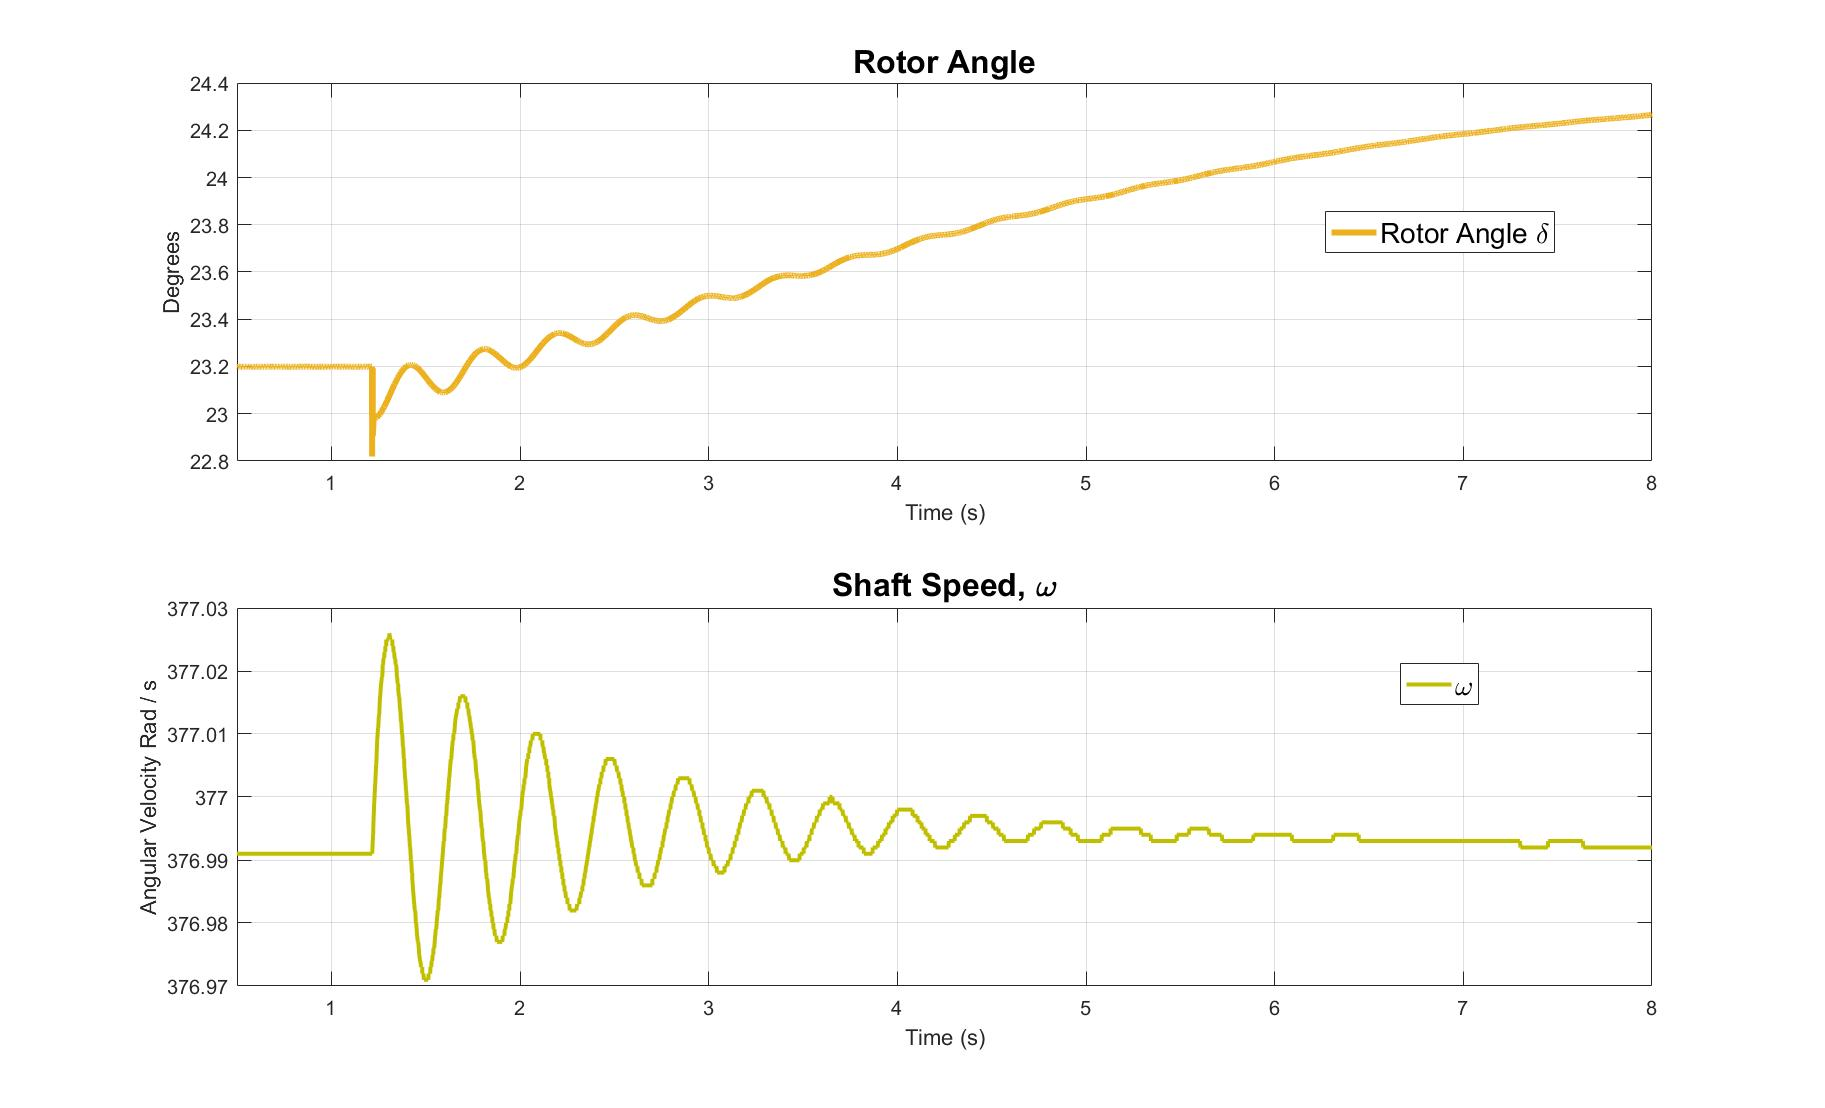 Rotor Angle
24.4
24.2
24
23.8
23.6
23.4
23.2
23
22.8
Degrees
Rotor Angle δ
1 2 3 4 5 6 7 8
Time (s)
Shaft Speed, ω
377.03
377.02
377.01
377
376.99
376.98
376.97
Angular Velocity Rad / s
ω
1 2 3 4 5 6 7 8
Time (s)